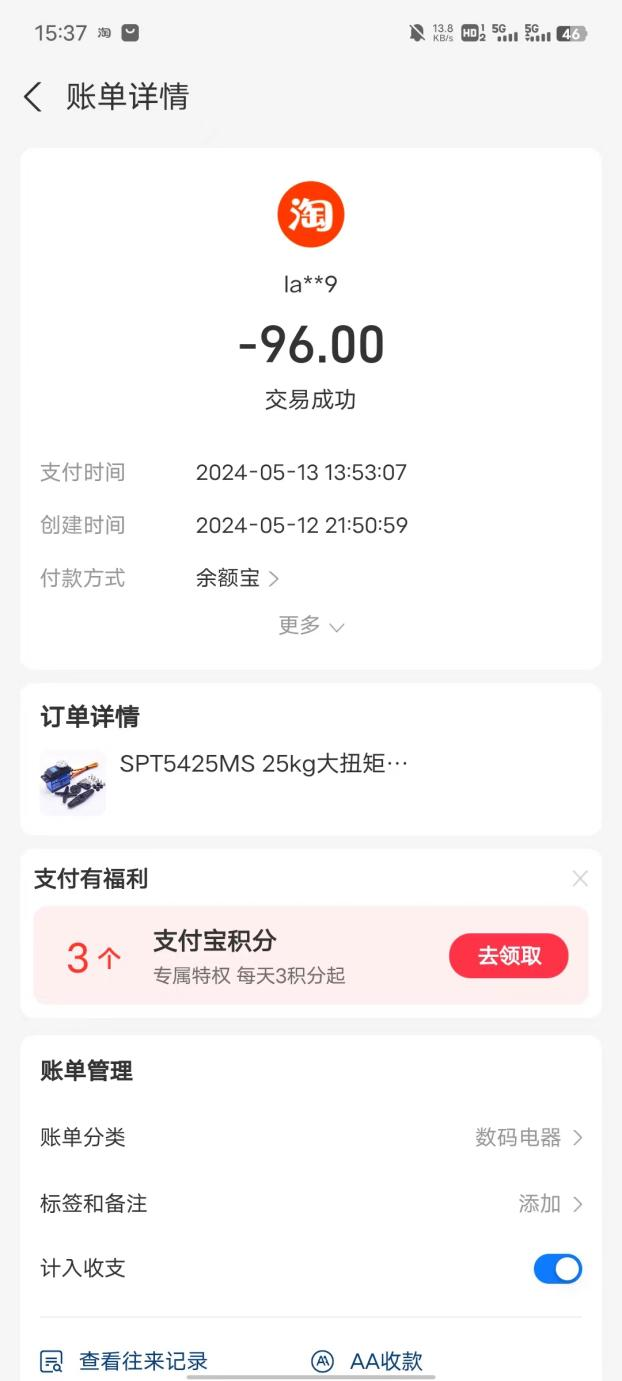 15:37 淘 13.8 KB/s HD 1 2 5G 5G 46
账单详情
淘
la**9
-96.00
交易成功
支付时间 2024-05-13 13:53:07
创建时间 2024-05-12 21:50:59
付款方式 余额宝
更多
订单详情
SPT5425MS 25kg大扭矩···
支付有福利
3个 支付宝积分 去领取
专属特权 每天3积分起
账单管理
账单分类 数码电器
标签和备注 添加
计入收支
查看往来记录 AA收款